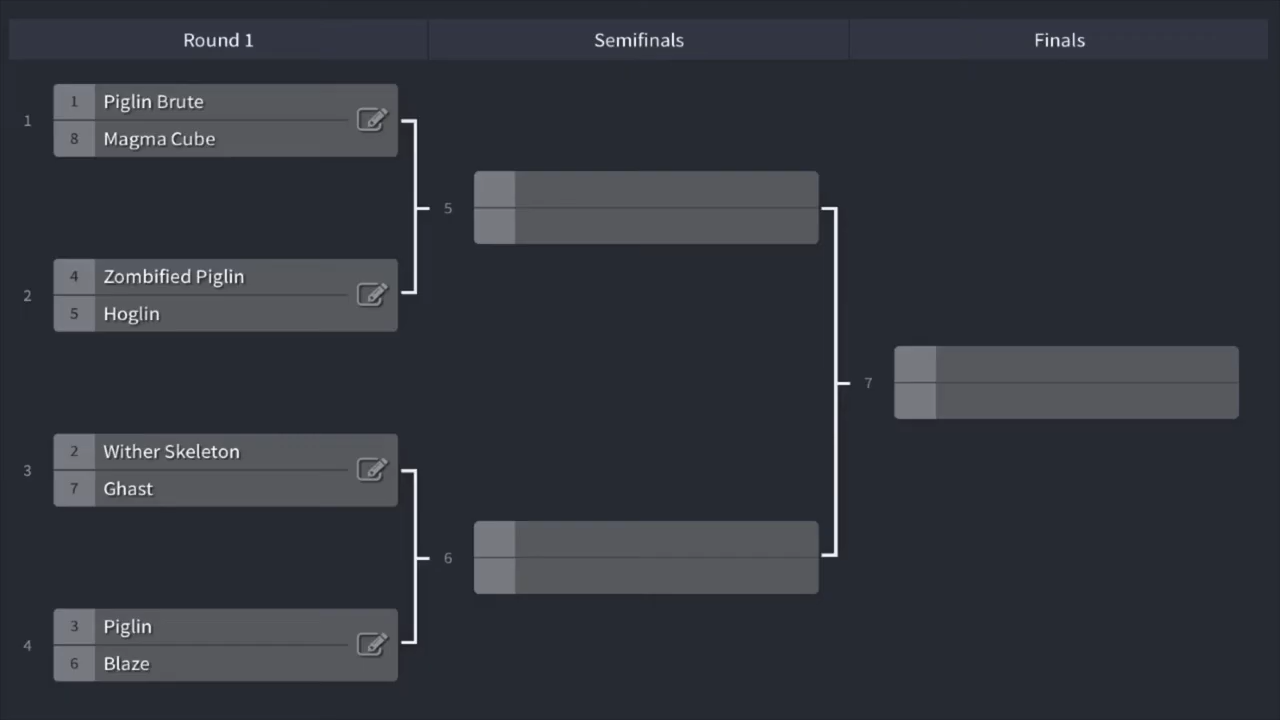 Round 1
Semifinals
Finals
1
1 Piglin Brute
8 Magma Cube
2
4 Zombified Piglin
5 Hoglin
3
2 Wither Skeleton
7 Ghast
4
3 Piglin
6 Blaze
5
6
7